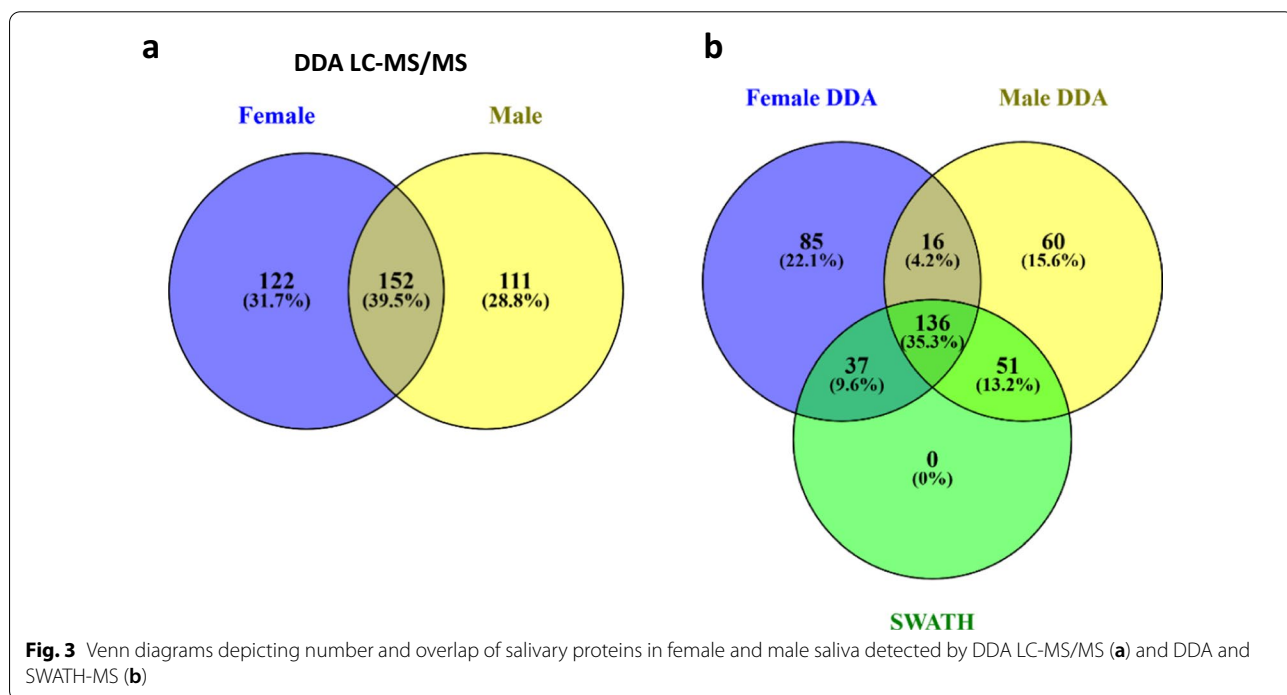 a
DDA LC-MS/MS
Female
Male
122
(31.7%)
152
(39.5%)
111
(28.8%)
b
Female DDA
Male DDA
85
(22.1%)
16
(4.2%)
60
(15.6%)
136
(35.3%)
37
(9.6%)
51
(13.2%)
0
(0%)
SWATH
Fig. 3 Venn diagrams depicting number and overlap of salivary proteins in female and male saliva detected by DDA LC-MS/MS (a) and DDA and
SWATH-MS (b)